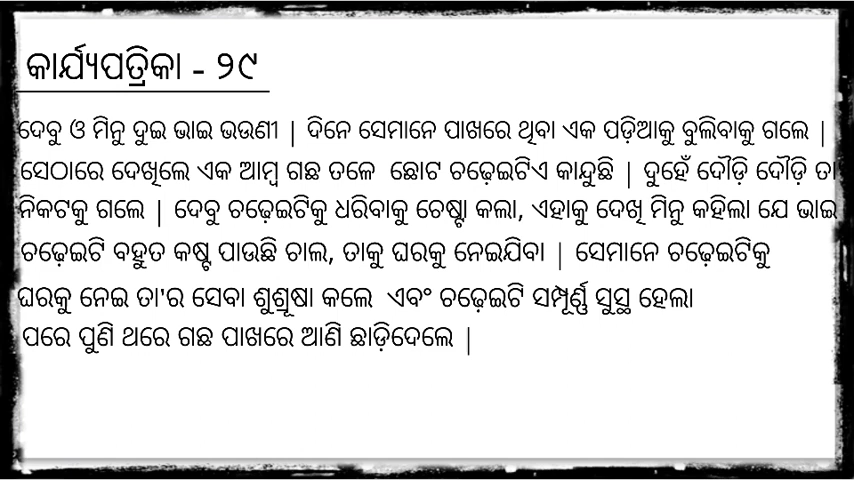 କାର୍ଯ୍ୟପତ୍ରିକା - ୨୯
ଦେବୁ ଓ ମିନୁ ଦୁଇ ଭାଇ ଭଉଣୀ | ଦିନେ ସେମାନେ ପାଖରେ ଥିବା ଏକ ପଡ଼ିଆକୁ ବୁଲିବାକୁ ଗଲେ |
ସେଠାରେ ଦେଖିଲେ ଏକ ଆମ୍ବ ଗଛ ତଳେ ଛୋଟ ଚଢ଼େଇଟିଏ କାନ୍ଦୁଛି | ଦୁହେଁ ଦୌଡ଼ି ଦୌଡ଼ି ତା
ନିକଟକୁ ଗଲେ | ଦେବୁ ଚଢ଼େଇଟିକୁ ଧରିବାକୁ ଚେଷ୍ଟା କଲା, ଏହାକୁ ଦେଖି ମିନୁ କହିଲା ଯେ ଭାଇ
ଚଢ଼େଇଟି ବହୁତ କଷ୍ଟ ପାଉଛି ଚାଲ, ତାକୁ ଘରକୁ ନେଇଯିବା | ସେମାନେ ଚଢ଼େଇଟିକୁ
ଘରକୁ ନେଇ ତା'ର ସେବା ଶୁଶ୍ରୂଷା କଲେ ଏବଂ ଚଢ଼େଇଟି ସମ୍ପୂର୍ଣ୍ଣ ସୁସ୍ଥ ହେଲା
ପରେ ପୁଣି ଥରେ ଗଛ ପାଖରେ ଆଣି ଛାଡ଼ିଦେଲେ |